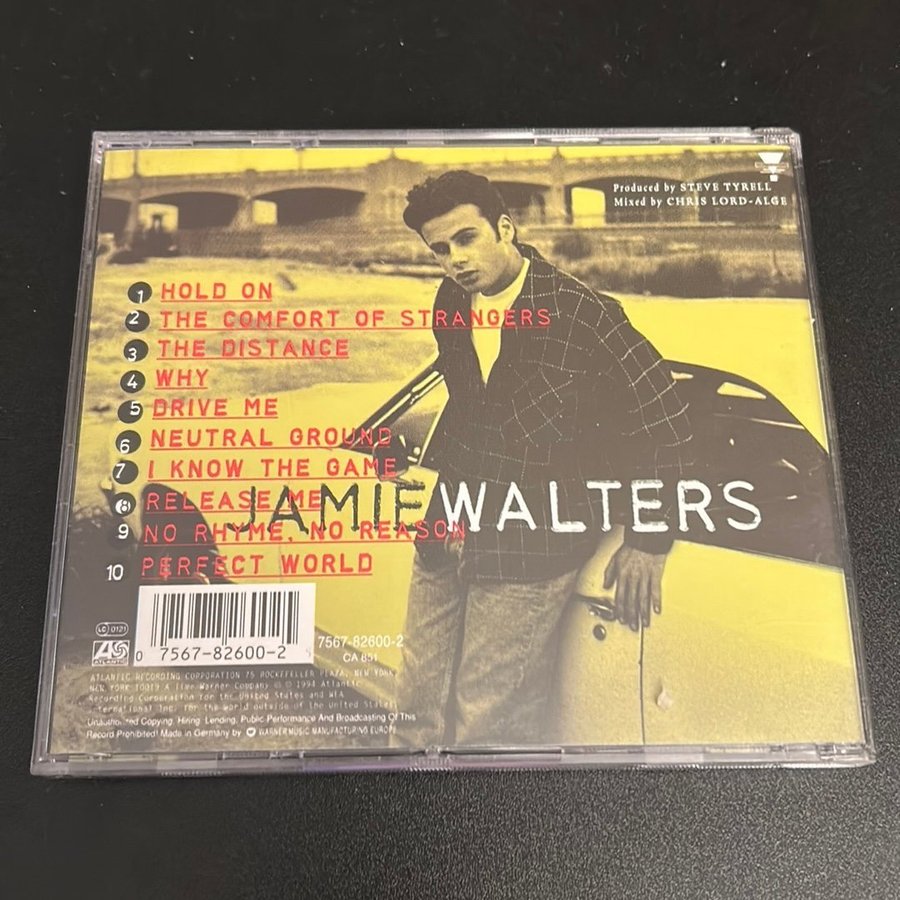 Produced by STEVE TYRELL
Mixed by CHRIS LORD-ALGE
1 HOLD ON
2 THE COMFORT OF STRANGERS
3 THE DISTANCE
4 WHY
5 DRIVE ME
6 NEUTRAL GROUND
7 I KNOW THE GAME
8 RELEASE ME
JAMIE WALTERS
9 NO RHYME, NO REASON
10 PERFECT WORLD
LC 0121
ATLANTIC
0 7567-82600-2
7567-82600-2
CA 851
ATLANTIC RECORDING CORPORATION 75 ROCKEFELLER PLAZA, NEW YORK,
NEW YORK 10019 A Time Warner Company © ℗ 1994 Atlantic
Recording Corporation for the United States and WEA
International Inc. for the world outside of the United States.
Unauthorized Copying, Hiring, Lending, Public Performance And Broadcasting Of This
Record Prohibited! Made in Germany by WARNER MUSIC MANUFACTURING EUROPE.